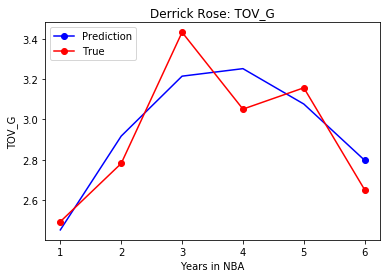 Derrick Rose: TOV_G
Prediction
True
TOV_G
3.4
3.2
3.0
2.8
2.6
1 2 3 4 5 6
Years in NBA